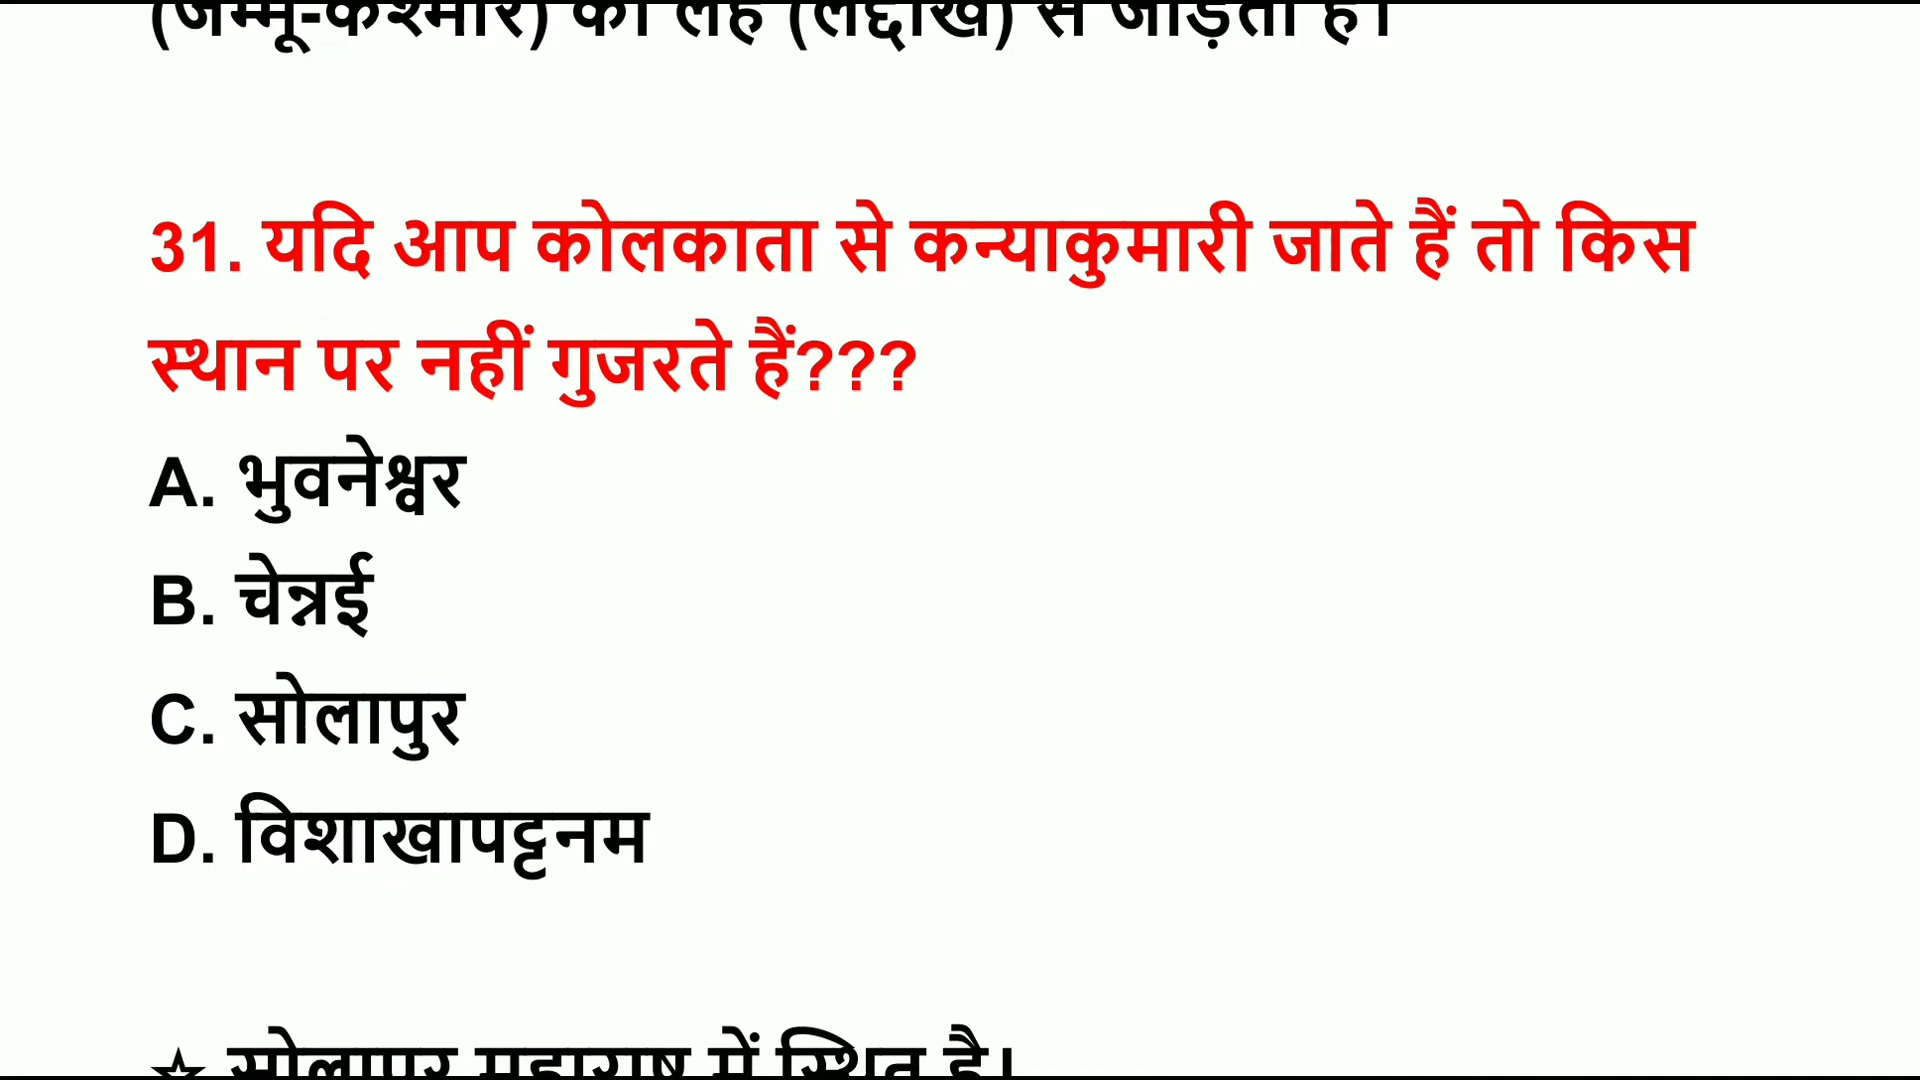 (जम्मू-कश्मीर) को लेह (लद्दाख) से जोड़ता है।
31. यदि आप कोलकाता से कन्याकुमारी जाते हैं तो किस
स्थान पर नहीं गुजरते हैं???
A. भुवनेश्वर
B. चेन्नई
C. सोलापुर
D. विशाखापट्टनम
☆ सोलापुर महाराष्ट्र में स्थित है।